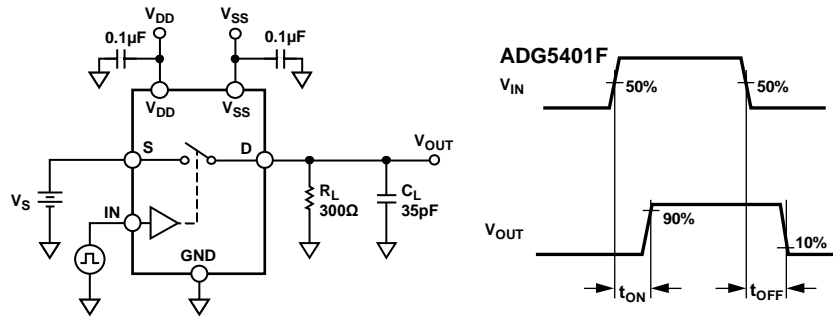 VDD
VSS
0.1µF
0.1µF
VDD
VSS
S
D
VOUT
VS
IN
RL
300Ω
CL
35pF
GND
ADG5401F
VIN
50%
50%
VOUT
90%
10%
tON
tOFF